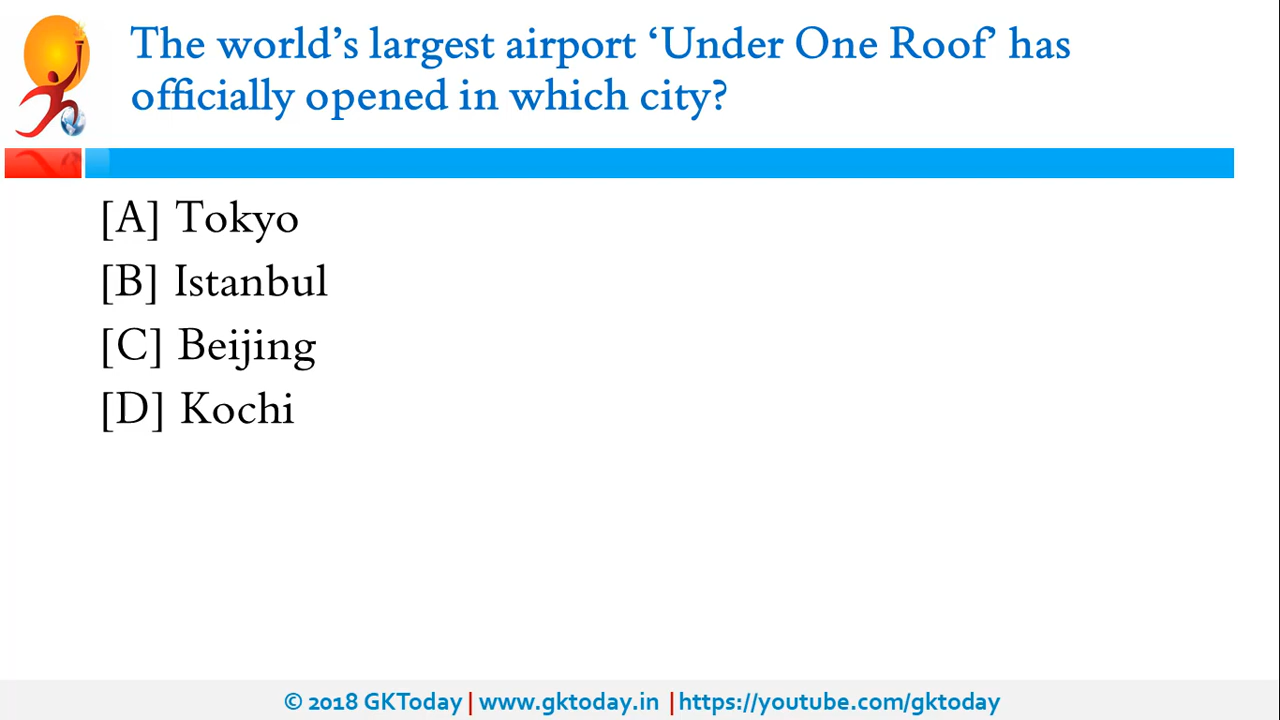 The world’s largest airport ‘Under One Roof’ has
officially opened in which city?
[A] Tokyo
[B] Istanbul
[C] Beijing
[D] Kochi
© 2018 GKToday | www.gktoday.in | https://youtube.com/gktoday